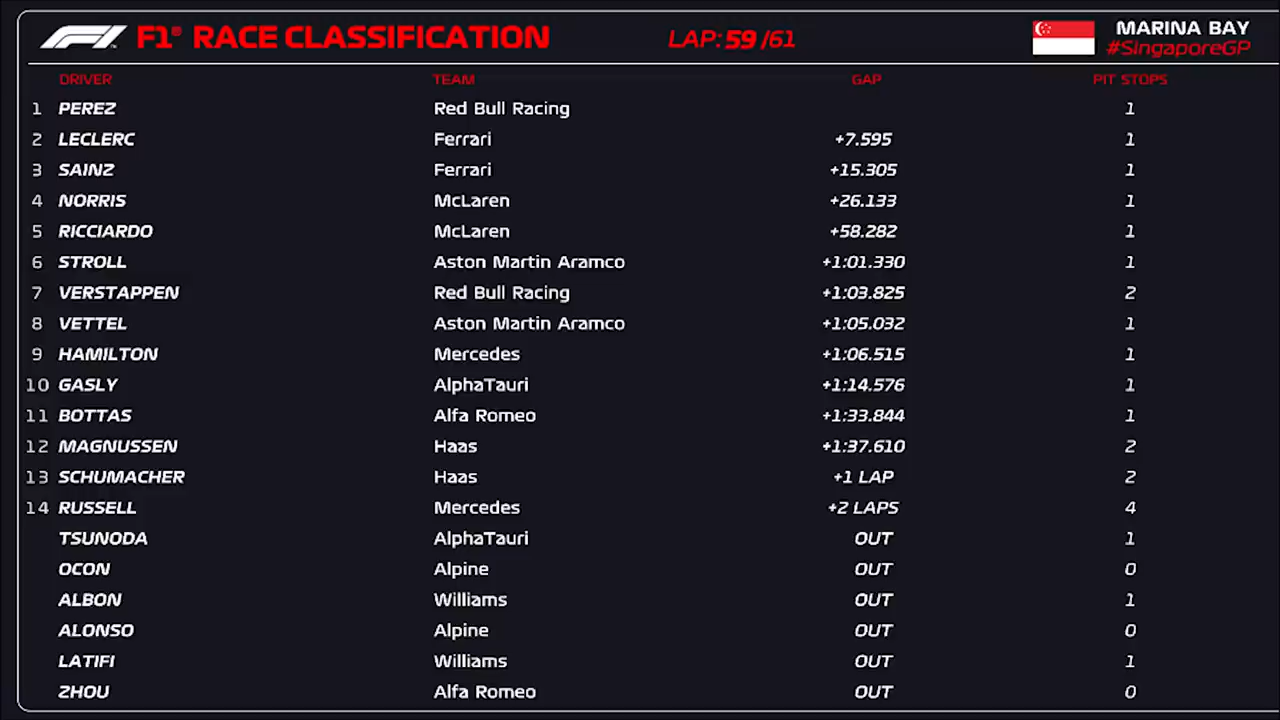 F1® RACE CLASSIFICATION LAP: 59/61 MARINA BAY
#SingaporeGP
DRIVER TEAM GAP PIT STOPS
1 PEREZ Red Bull Racing 1
2 LECLERC Ferrari +7.595 1
3 SAINZ Ferrari +15.305 1
4 NORRIS McLaren +26.133 1
5 RICCIARDO McLaren +58.282 1
6 STROLL Aston Martin Aramco +1:01.330 1
7 VERSTAPPEN Red Bull Racing +1:03.825 2
8 VETTEL Aston Martin Aramco +1:05.032 1
9 HAMILTON Mercedes +1:06.515 1
10 GASLY AlphaTauri +1:14.576 1
11 BOTTAS Alfa Romeo +1:33.844 1
12 MAGNUSSEN Haas +1:37.610 2
13 SCHUMACHER Haas +1 LAP 2
14 RUSSELL Mercedes +2 LAPS 4
TSUNODA AlphaTauri OUT 1
OCON Alpine OUT 0
ALBON Williams OUT 1
ALONSO Alpine OUT 0
LATIFI Williams OUT 1
ZHOU Alfa Romeo OUT 0